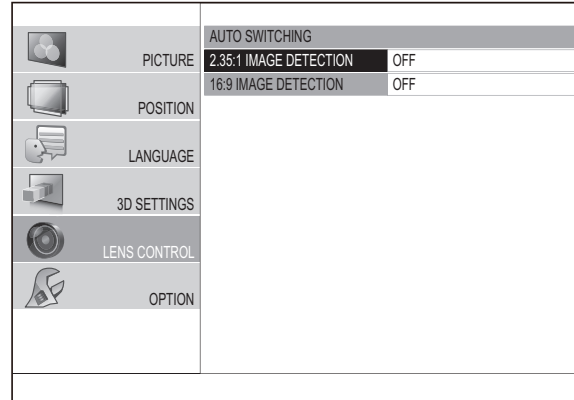 PICTURE
POSITION
LANGUAGE
3D SETTINGS
LENS CONTROL
OPTION
AUTO SWITCHING
2.35:1 IMAGE DETECTION OFF
16:9 IMAGE DETECTION OFF